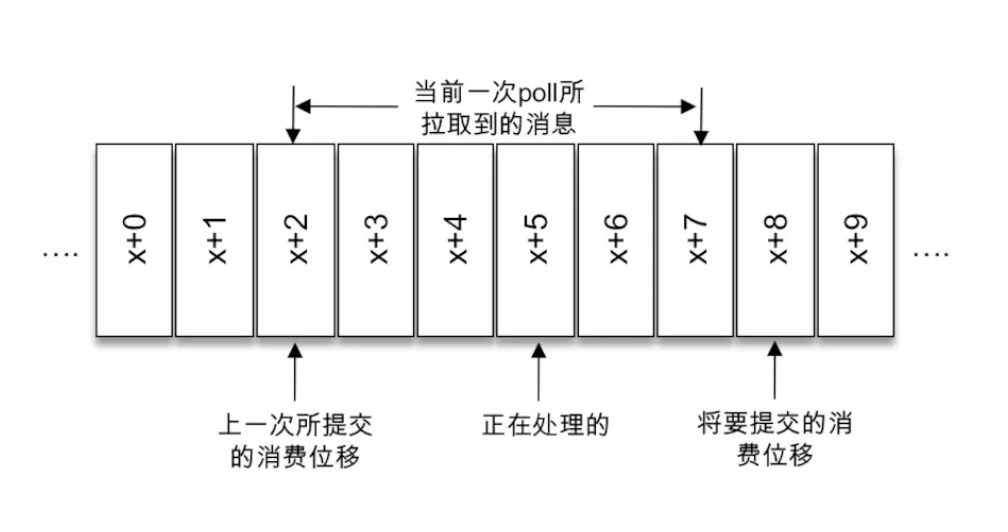 当前一次poll所
拉取到的消息
....
x+0
x+1
x+2
x+3
x+4
x+5
x+6
x+7
x+8
x+9
....
上一次所提交
的消费位移
正在处理的
将要提交的消
费位移